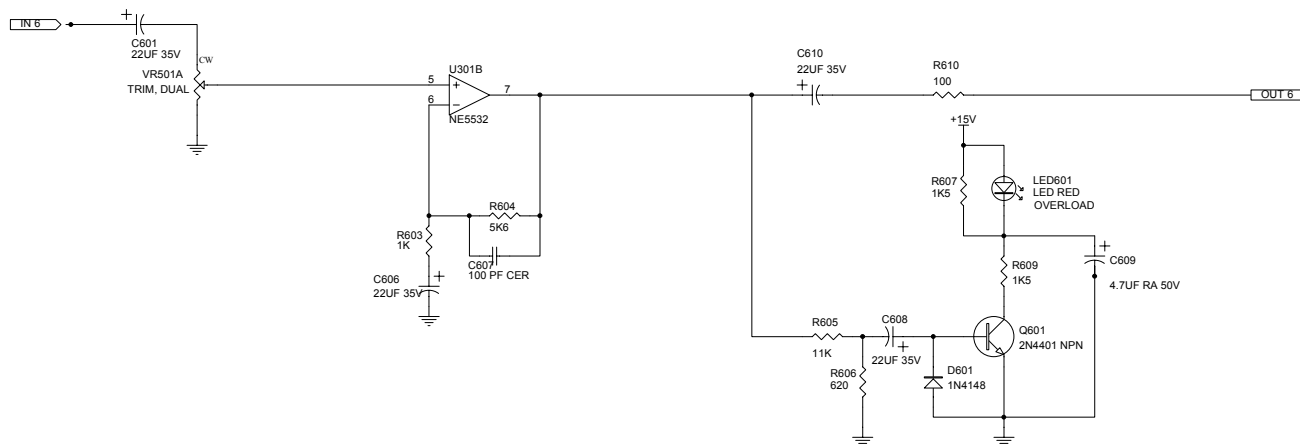 IN 6
C601
22UF 35V
CW
VR501A
TRIM, DUAL
U301B
5
6
7
NE5532
R603
1K
R604
5K6
C607
100 PF CER
C606
22UF 35V
C610
22UF 35V
R610
100
OUT 6
+15V
R607
1K5
LED601
LED RED
OVERLOAD
R609
1K5
C609
4.7UF RA 50V
R605
11K
C608
22UF 35V
R606
620
D601
1N4148
Q601
2N4401 NPN